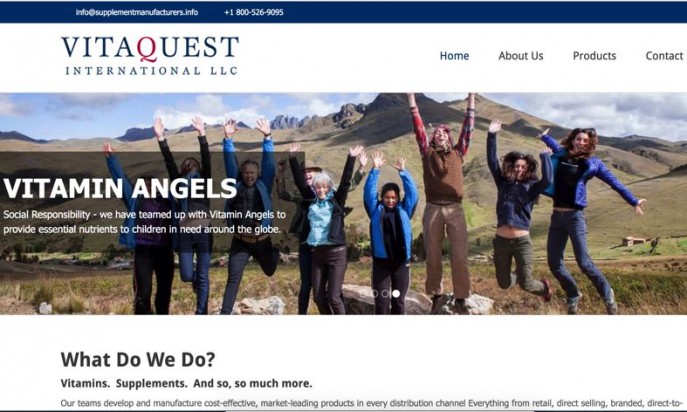 info@supplementmanufacturers.info +1 800-526-9095
VITAQUEST
INTERNATIONAL LLC
Home About Us Products Contact
VITAMIN ANGELS
Social Responsibility - we have teamed up with Vitamin Angels to
provide essential nutrients to children in need around the globe.
What Do We Do?
Vitamins. Supplements. And so, so much more.
Our teams develop and manufacture cost-effective, market-leading products in every distribution channel Everything from retail, direct selling, branded, direct-to-